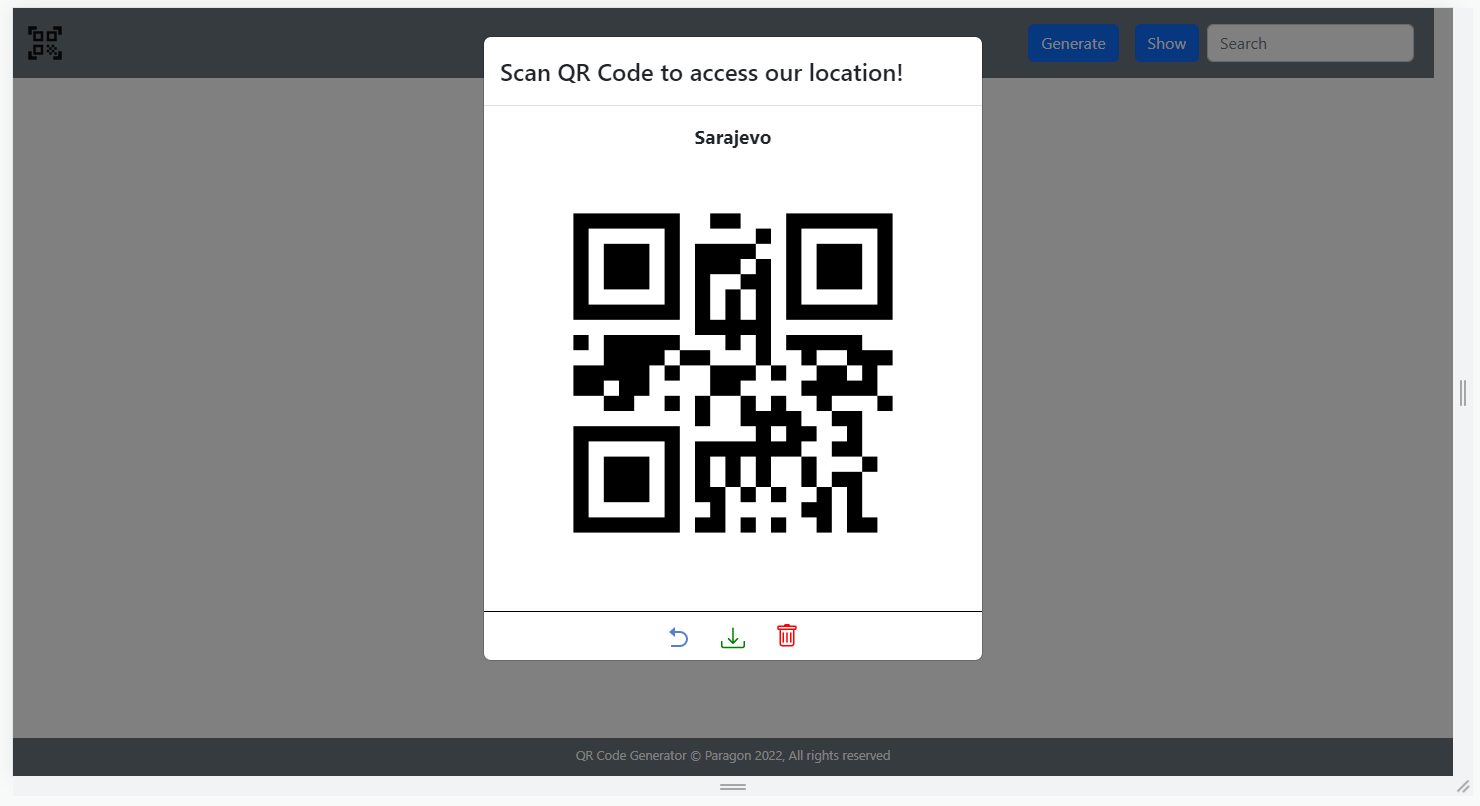 Generate
Show
Search
Scan QR Code to access our location!
Sarajevo
QR Code Generator © Paragon 2022, All rights reserved